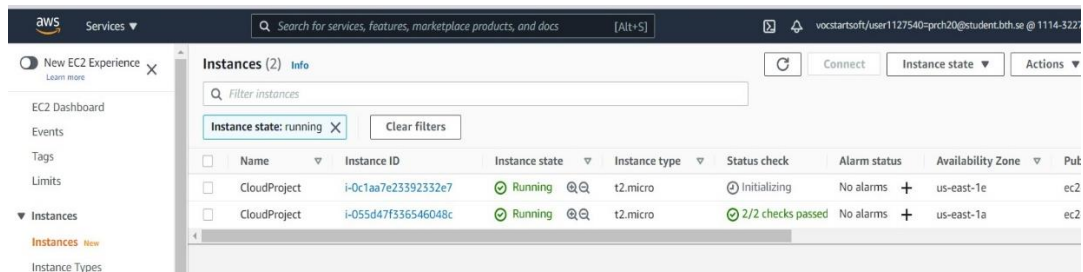 aws Services ▼ Search for services, features, marketplace products, and docs [Alt+S] vocstartsoft/user1127540=prch20@student.bth.se @ 1114-3227
New EC2 Experience
Learn more
EC2 Dashboard
Events
Tags
Limits
▼ Instances
Instances New
Instance Types
Instances (2) Info Connect Instance state ▼ Actions ▼
Filter instances
Instance state: running X Clear filters
Name Instance ID Instance state Instance type Status check Alarm status Availability Zone Pub
CloudProject i-0c1aa7e23392332e7 Running t2.micro Initializing No alarms + us-east-1e ec2
CloudProject i-055d47f336546048c Running t2.micro 2/2 checks passed No alarms + us-east-1a ec2